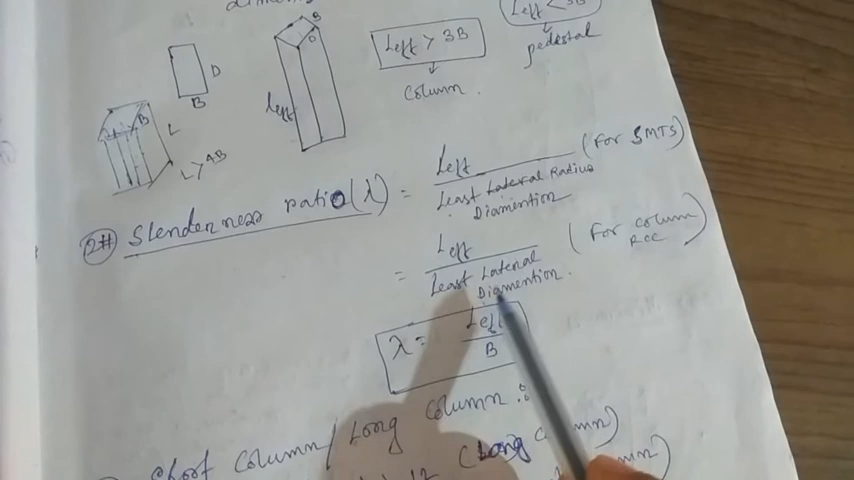 Leff < 3B
pedestal
Leff > 3B
Column.
B
D
Leff
D
B
B
L
L > 4B
2# Slenderness ratio (λ) = Leff / Least Lateral Radius Diamention (For SMTS)
= Leff / Least Lateral Diamention. (For column RCC)
λ = Leff / B
Short Column / Long Column :
(Long Column)